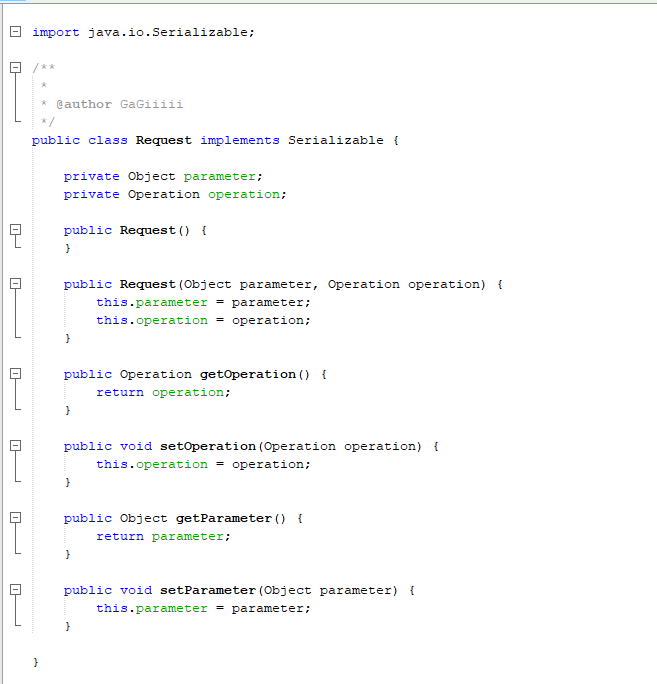 import java.io.Serializable;
/**
 *
 * @author GaGiiiii
 */
public class Request implements Serializable {
    private Object parameter;
    private Operation operation;
    public Request() {
    }
    public Request(Object parameter, Operation operation) {
        this.parameter = parameter;
        this.operation = operation;
    }
    public Operation getOperation() {
        return operation;
    }
    public void setOperation(Operation operation) {
        this.operation = operation;
    }
    public Object getParameter() {
        return parameter;
    }
    public void setParameter(Object parameter) {
        this.parameter = parameter;
    }
}